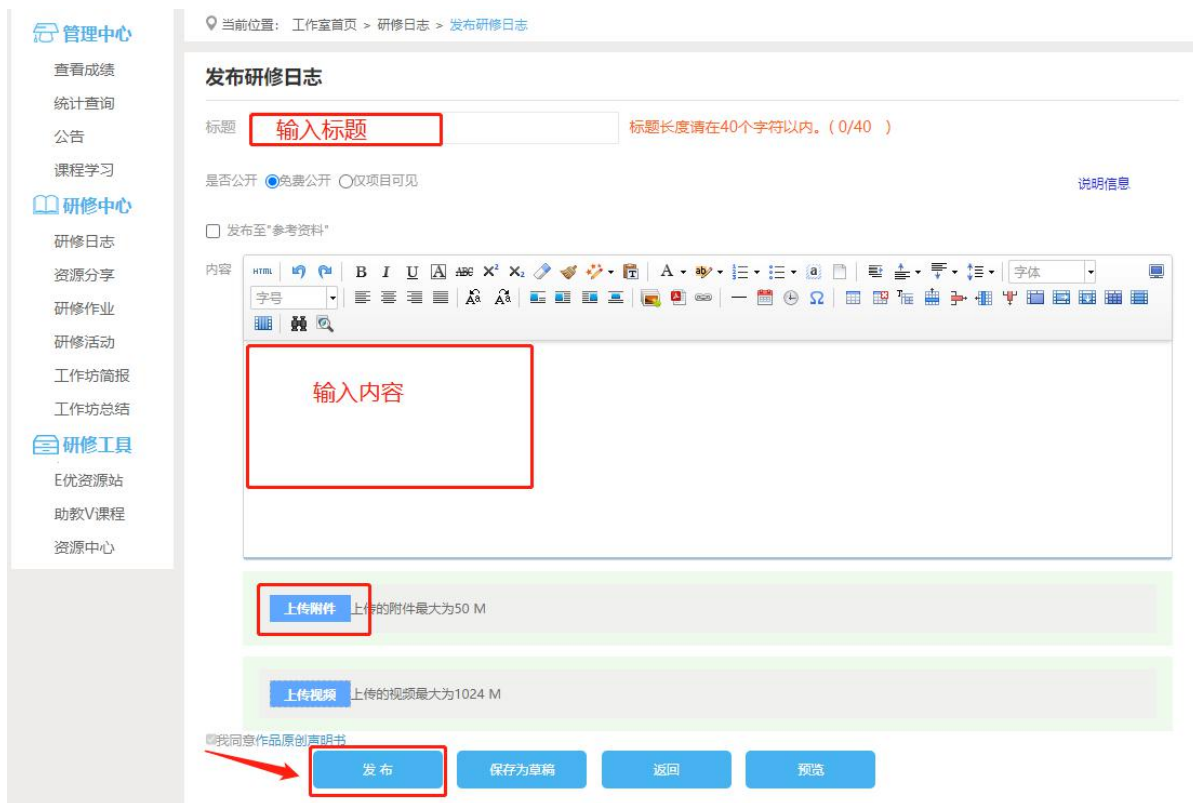 管理中心
查看成绩
统计查询
公告
课程学习
研修中心
研修日志
资源分享
研修作业
研修活动
工作坊简报
工作坊总结
研修工具
E优资源站
助教V课程
资源中心
当前位置: 工作室首页 > 研修日志 > 发布研修日志
发布研修日志
标题 输入标题 标题长度请在40个字符以内。( 0/40 )
是否公开 免费公开 仅项目可见
说明信息
发布至"参考资料"
内容 HTML B I U A ABC X² X₂ T A ab a 字体
字号 Ω
输入内容
上传附件 上传的附件最大为50 M
上传视频 上传的视频最大为1024 M
我同意作品原创声明书
发 布 保存为草稿 返回 预览